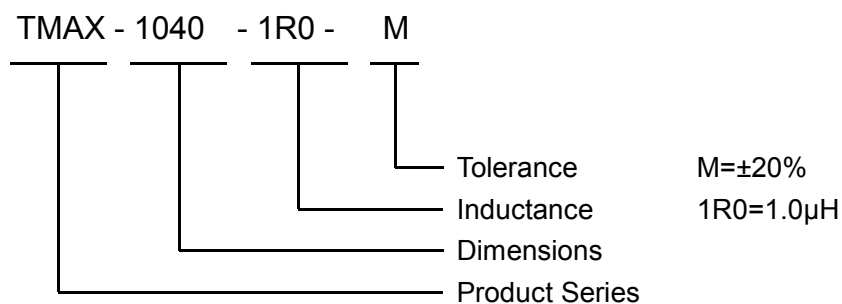 TMAX - 1040 - 1R0 - M
Tolerance M=±20%
Inductance 1R0=1.0μH
Dimensions
Product Series